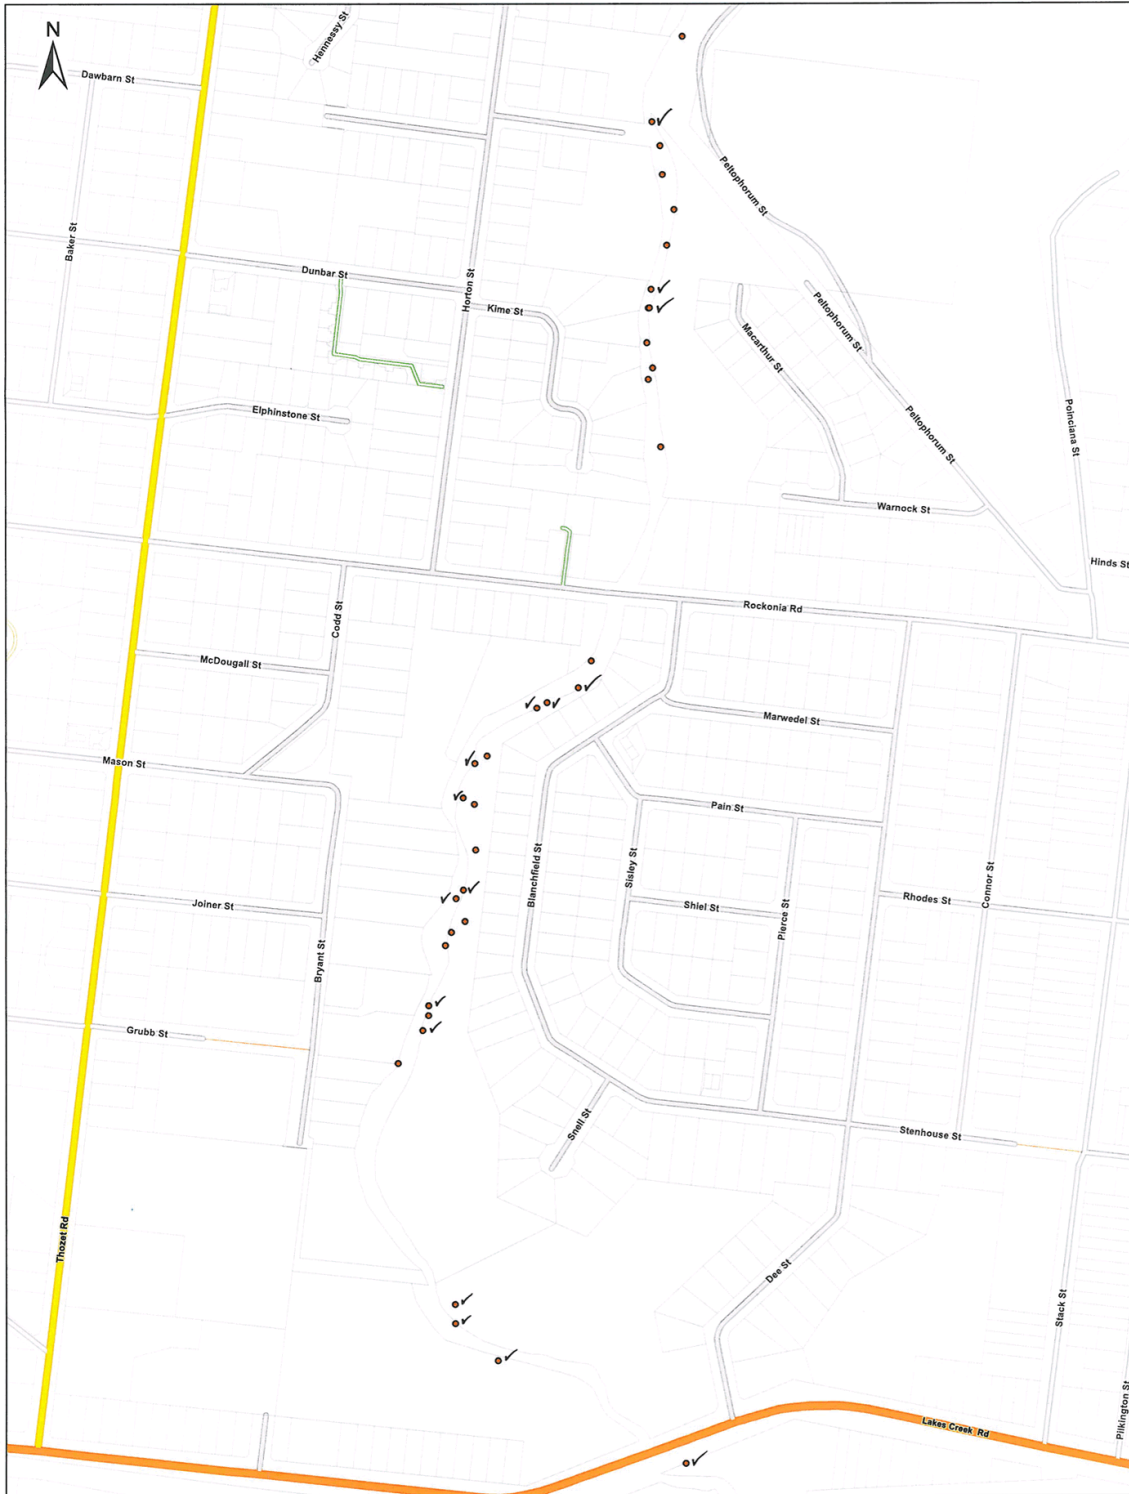 N
Hennessy St
Dawbarn St
Peltophorum St
Baker St
Dunbar St
Horton St
Kime St
Peltophorum St
Macarthur St
Elphinstone St
Peltophorum St
Poinciana St
Warnock St
Hinds St
Rockonia Rd
Codd St
McDougall St
Marwedel St
Mason St
Pain St
Blanchfield St
Sisley St
Connor St
Rhodes St
Joiner St
Shiel St
Pierce St
Bryant St
Grubb St
Snell St
Stenhouse St
Thozet Rd
Dee St
Stack St
Pilkington St
Lakes Creek Rd